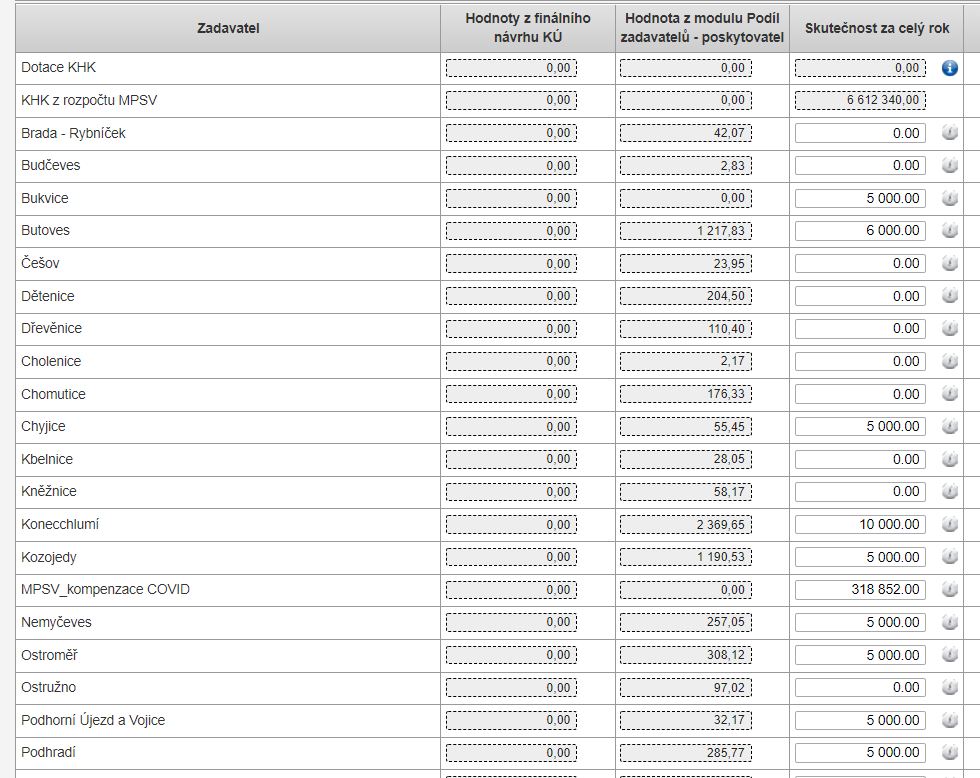 Zadavatel Hodnoty z finálního návrhu KÚ Hodnota z modulu Podíl zadavatelů - poskytovatel Skutečnost za celý rok
Dotace KHK 0,00 0,00 0,00
KHK z rozpočtu MPSV 0,00 0,00 6 612 340,00
Brada - Rybníček 0,00 42,07 0.00
Budčeves 0,00 2,83 0.00
Bukvice 0,00 0,00 5 000.00
Butoves 0,00 1 217,83 6 000.00
Češov 0,00 23,95 0.00
Dětenice 0,00 204,50 0.00
Dřevěnice 0,00 110,40 0.00
Cholenice 0,00 2,17 0.00
Chomutice 0,00 176,33 0.00
Chyjice 0,00 55,45 5 000.00
Kbelnice 0,00 28,05 0.00
Kněžnice 0,00 58,17 0.00
Konecchlumí 0,00 2 369,65 10 000.00
Kozojedy 0,00 1 190,53 5 000.00
MPSV_kompenzace COVID 0,00 0,00 318 852.00
Nemyčeves 0,00 257,05 5 000.00
Ostroměř 0,00 308,12 5 000.00
Ostružno 0,00 97,02 0.00
Podhorní Újezd a Vojice 0,00 32,17 5 000.00
Podhradí 0,00 285,77 5 000.00